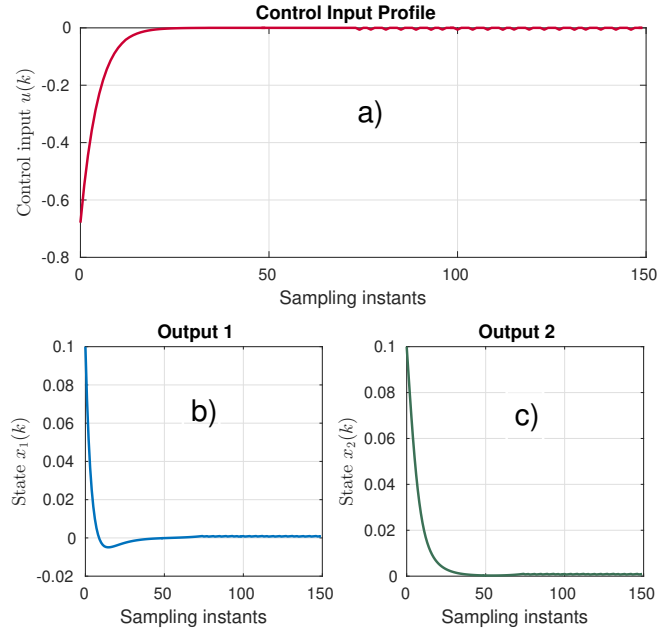 Control Input Profile
0
-0.2
-0.4
-0.6
-0.8
Control input u(k)
a)
0
50
100
150
Sampling instants
Output 1
0.1
0.08
0.06
0.04
0.02
0
-0.02
State x₁(k)
b)
0
50
100
150
Sampling instants
Output 2
0.1
0.08
0.06
0.04
0.02
0
State x₂(k)
c)
0
50
100
150
Sampling instants